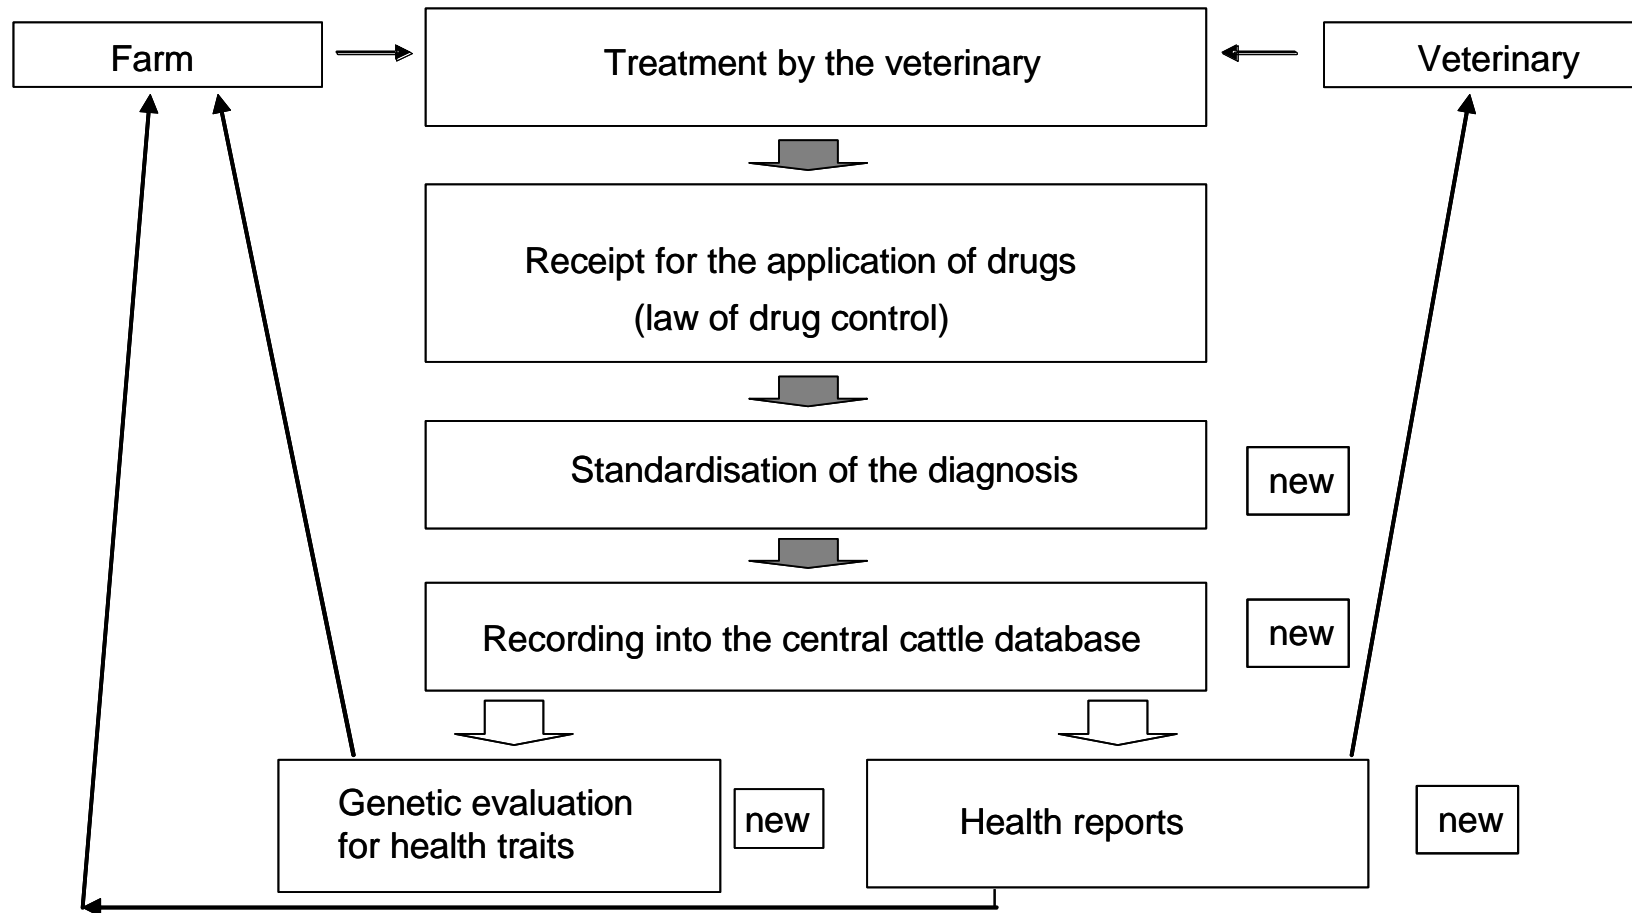 Farm
Treatment by the veterinary
Veterinary
Receipt for the application of drugs
(law of drug control)
Standardisation of the diagnosis
new
Recording into the central cattle database
new
Genetic evaluation
for health traits
new
Health reports
new